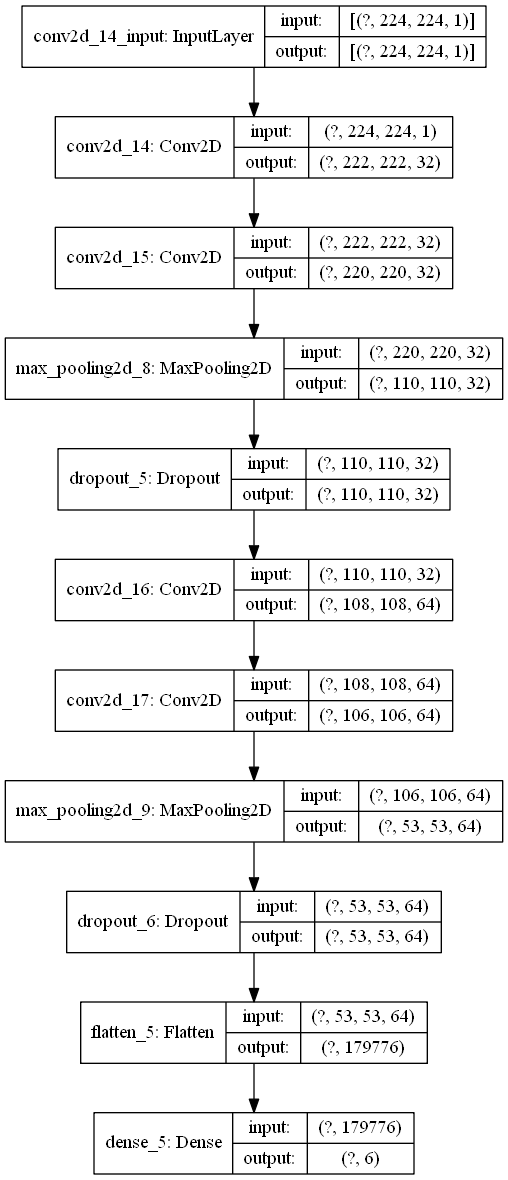 conv2d_14_input: InputLayer
input: [(?, 224, 224, 1)]
output: [(?, 224, 224, 1)]
conv2d_14: Conv2D
input: (?, 224, 224, 1)
output: (?, 222, 222, 32)
conv2d_15: Conv2D
input: (?, 222, 222, 32)
output: (?, 220, 220, 32)
max_pooling2d_8: MaxPooling2D
input: (?, 220, 220, 32)
output: (?, 110, 110, 32)
dropout_5: Dropout
input: (?, 110, 110, 32)
output: (?, 110, 110, 32)
conv2d_16: Conv2D
input: (?, 110, 110, 32)
output: (?, 108, 108, 64)
conv2d_17: Conv2D
input: (?, 108, 108, 64)
output: (?, 106, 106, 64)
max_pooling2d_9: MaxPooling2D
input: (?, 106, 106, 64)
output: (?, 53, 53, 64)
dropout_6: Dropout
input: (?, 53, 53, 64)
output: (?, 53, 53, 64)
flatten_5: Flatten
input: (?, 53, 53, 64)
output: (?, 179776)
dense_5: Dense
input: (?, 179776)
output: (?, 6)